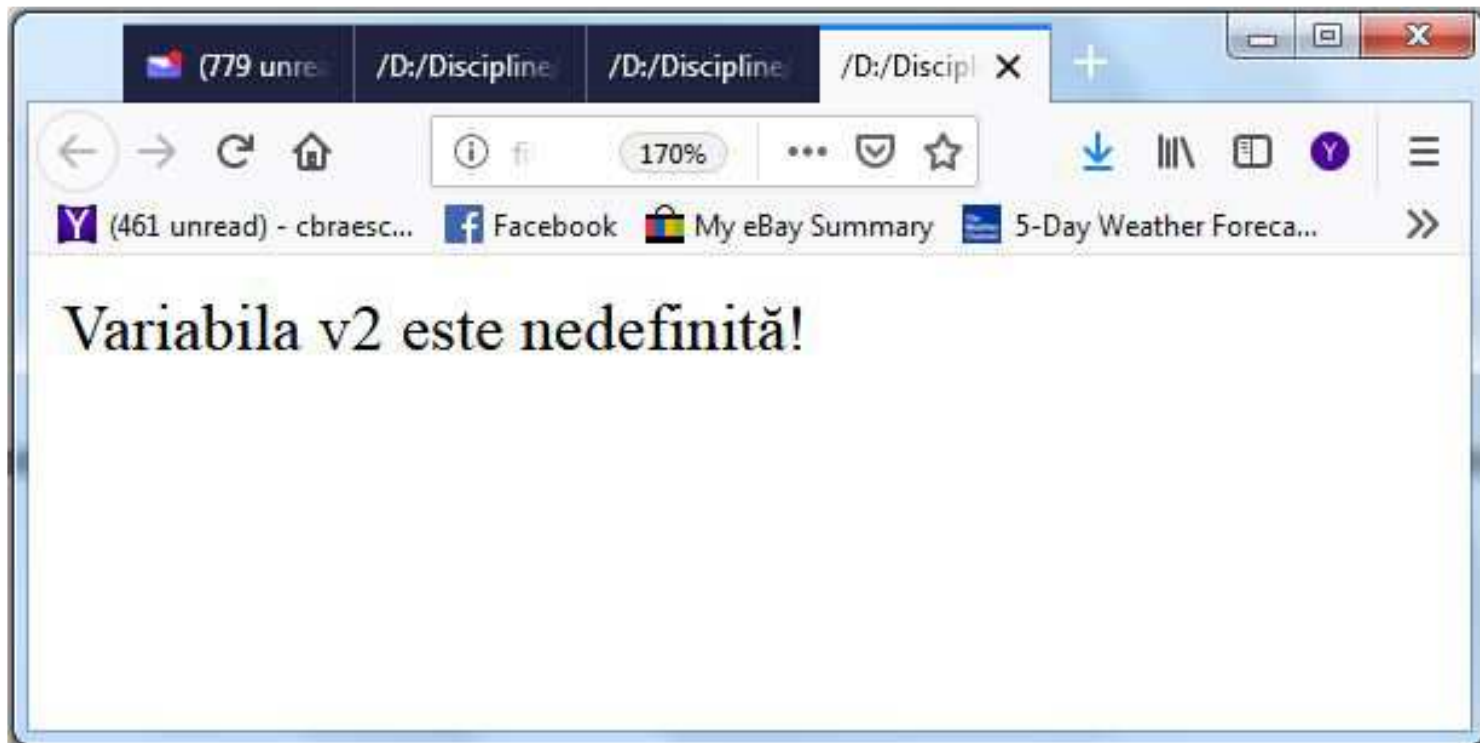 (779 unre /D:/Discipline /D:/Discipline /D:/Discipl
170%
Y (461 unread) - cbraesc... Facebook My eBay Summary 5-Day Weather Foreca...
Variabila v2 este nedefinită!